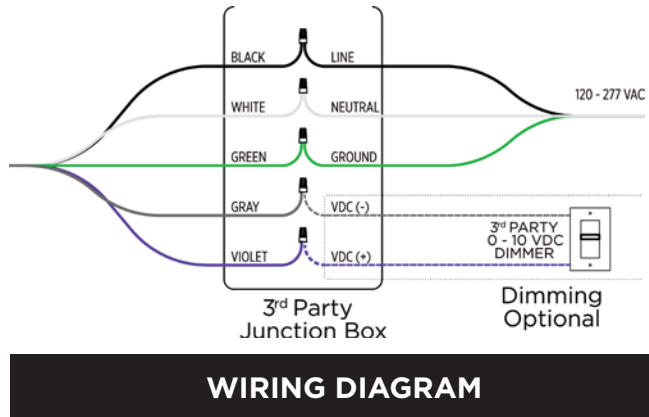 BLACK LINE
120 - 277 VAC
WHITE NEUTRAL
GREEN GROUND
GRAY VDC (-)
3rd PARTY
0 - 10 VDC
DIMMER
VIOLET VDC (+)
3rd Party
Junction Box
Dimming
Optional
WIRING DIAGRAM